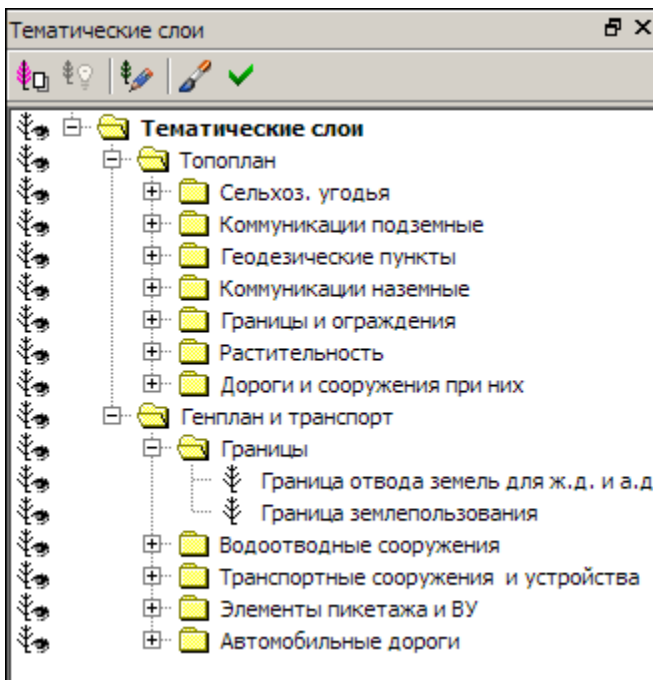 Тематические слои
Тематические слои
Топоплан
Сельхоз. угодья
Коммуникации подземные
Геодезические пункты
Коммуникации наземные
Границы и ограждения
Растительность
Дороги и сооружения при них
Генплан и транспорт
Границы
Граница отвода земель для ж.д. и а.д
Граница землепользования
Водоотводные сооружения
Транспортные сооружения и устройства
Элементы пикетажа и ВУ
Автомобильные дороги